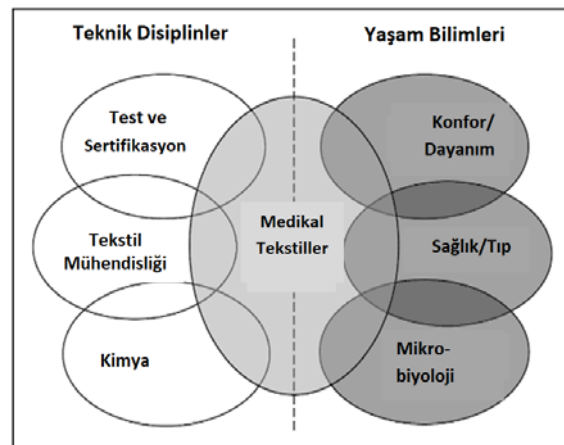 Teknik Disiplinler
Yaşam Bilimleri
Test ve
Sertifikasyon
Tekstil
Mühendisliği
Kimya
Medikal
Tekstiller
Konfor/
Dayanım
Sağlık/Tıp
Mikro-
biyoloji